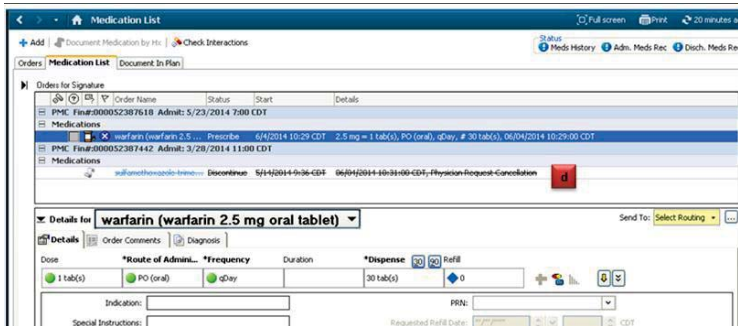 Medication List
Full screen Print 20 minutes a
Add Document Medication by Hx Check Interactions
Status
Meds History Adm. Meds Rec Disch. Meds Re
Orders Medication List Document In Plan
Orders for Signature
Order Name Status Start Details
PMC Fin#:000052387618 Admit: 5/23/2014 7:00 CDT
Medications
warfarin (warfarin 2.5 ... Prescribe 6/4/2014 10:29 CDT 2.5 mg = 1 tab(s), PO (oral), qDay, # 30 tab(s), 06/04/2014 10:29:00 CDT
PMC Fin#:000052387442 Admit: 3/28/2014 11:00 CDT
Medications
sulfamethoxazole-trime... Discontinue 5/14/2014 9:36 CDT 06/04/2014 10:31:00 CDT, Physician Request Cancellation
d
Details for warfarin (warfarin 2.5 mg oral tablet) Send To: Select Routing ...
Details Order Comments Diagnosis
Dose *Route of Admini... *Frequency Duration *Dispense 30 90 Refill
1 tab(s) PO (oral) qDay 30 tab(s) 0
Indication: PRN:
Special Instructions: Requested Refill Date: **/**/**** CDT